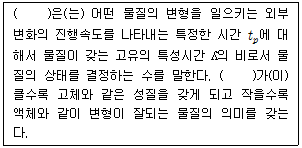 (      )은(는) 어떤 물질의 변형을 일으키는 외부
변화의 진행속도를 나타내는 특정한 시간 tp에 대
해서 물질이 갖는 고유의 특성시간 λ의 비로서 물
질의 상태를 결정하는 수를 말한다. (      )가(이)
클수록 고체와 같은 성질을 갖게 되고 작을수록
액체와 같이 변형이 잘되는 물질의 의미를 갖는
다.